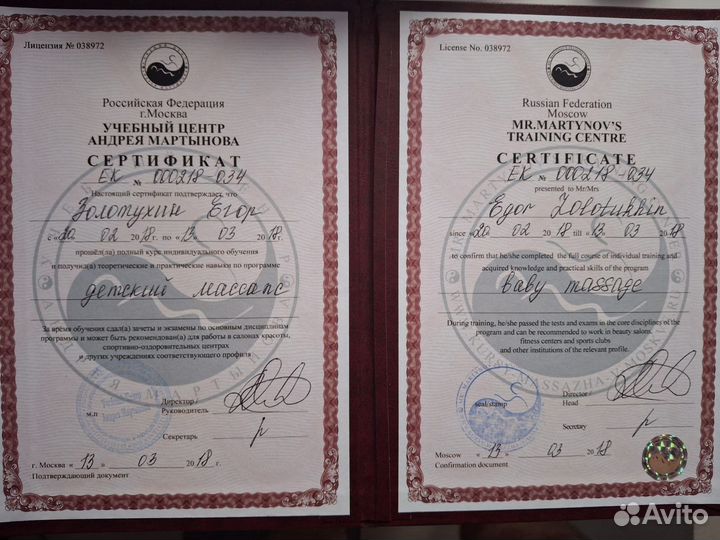 Лицензия № 038972
Российская Федерация
г.Москва
УЧЕБНЫЙ ЦЕНТР
АНДРЕЯ МАРТЫНОВА
СЕРТИФИКАТ
ЕК № 000218-034
Настоящий сертификат подтверждает, что
Золотухин Егор
с «20 02 2018г. по «13» 03 2018г.
прошёл(а) полный курс индивидуального обучения
и получил(а) теоретические и практические навыки по программе
детский массаж
За время обучения сдал(а) зачеты и экзамены по основным дисциплинам
программы и может быть рекомендован(а) для работы в салонах красоты,
спортивно-оздоровительных центрах
и других учреждениях соответствующего профиля
Директор /
Руководитель
м.п
Секретарь
г. Москва « 13 » 03 2018г.
Подтверждающий документ
License No. 038972
Russian Federation
Moscow
MR.MARTYNOV'S
TRAINING CENTRE
CERTIFICATE
EK № 000218-034
presented to Mr/Mrs
Egor Zolotukhin
since «20 02 2018 till «13 03 2018
to confirm that he/she completed the full course of individual training and
acquired knowledge and practical skills of the program
baby massage
During training, he/she passed the tests and exams in the core disciplines of the
program and can be recommended to work in beauty salons,
fitness centers and sports clubs
and other institutions of the relevant profile.
Director /
Head
seal/stamp
Secretary
Moscow « 13 » 03 2018
Confirmation document
Avito